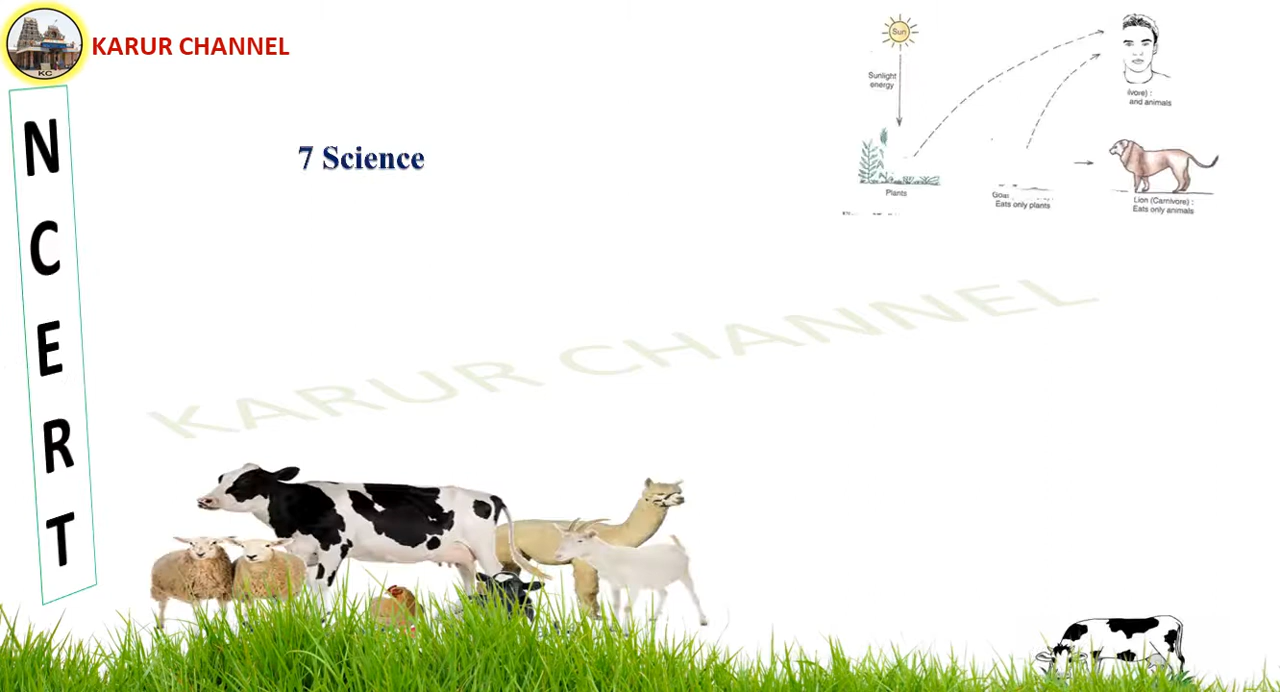 KARUR CHANNEL
KC
N
C
E
R
T
7 Science
Sun
Sunlight
energy
Plants
Eats only plants
ivore) :
and animals
Lion (Carnivore) :
Eats only animals
KARUR CHANNEL